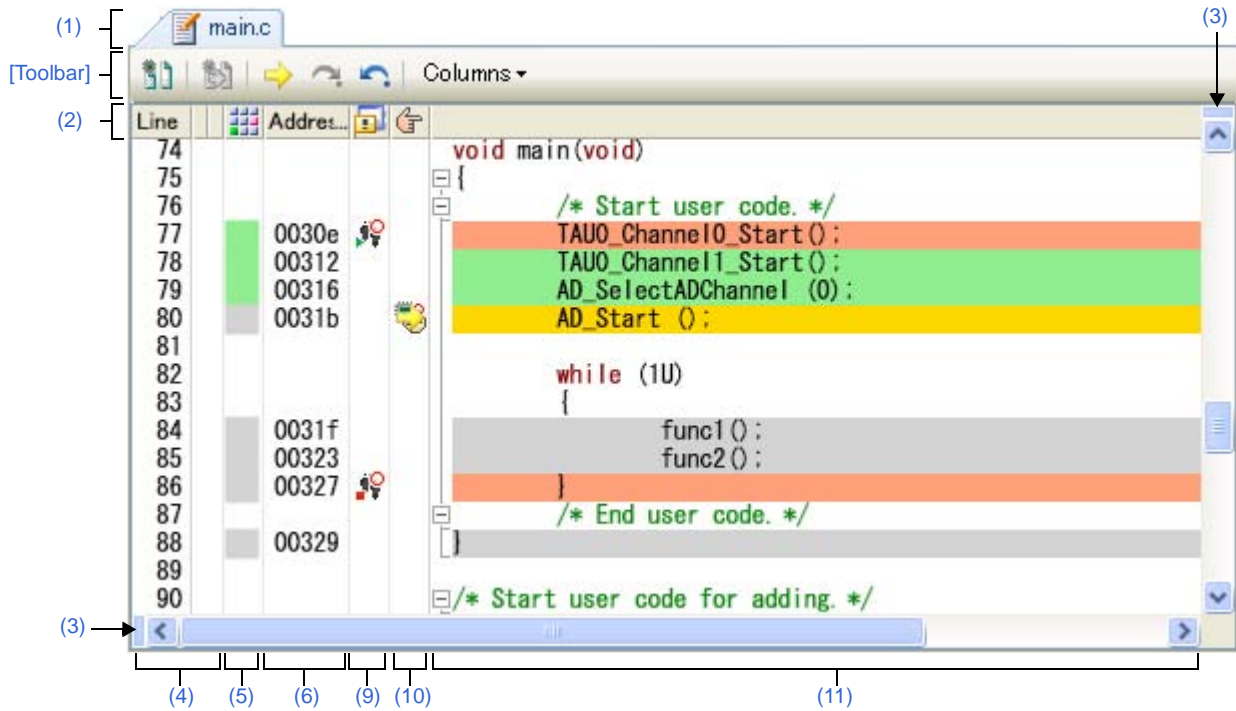 (1) main.c (3)
[Toolbar] Columns
(2) Line Addres...
74 void main(void)
75 {
76 /* Start user code. */
77 0030e TAU0_Channel0_Start();
78 00312 TAU0_Channel1_Start();
79 00316 AD_SelectADChannel (0);
80 0031b AD_Start ();
81
82 while (1U)
83 {
84 0031f func1();
85 00323 func2();
86 00327 }
87 /* End user code. */
88 00329 }
89
90 /* Start user code for adding. */
(3)
(4) (5) (6) (9) (10) (11)